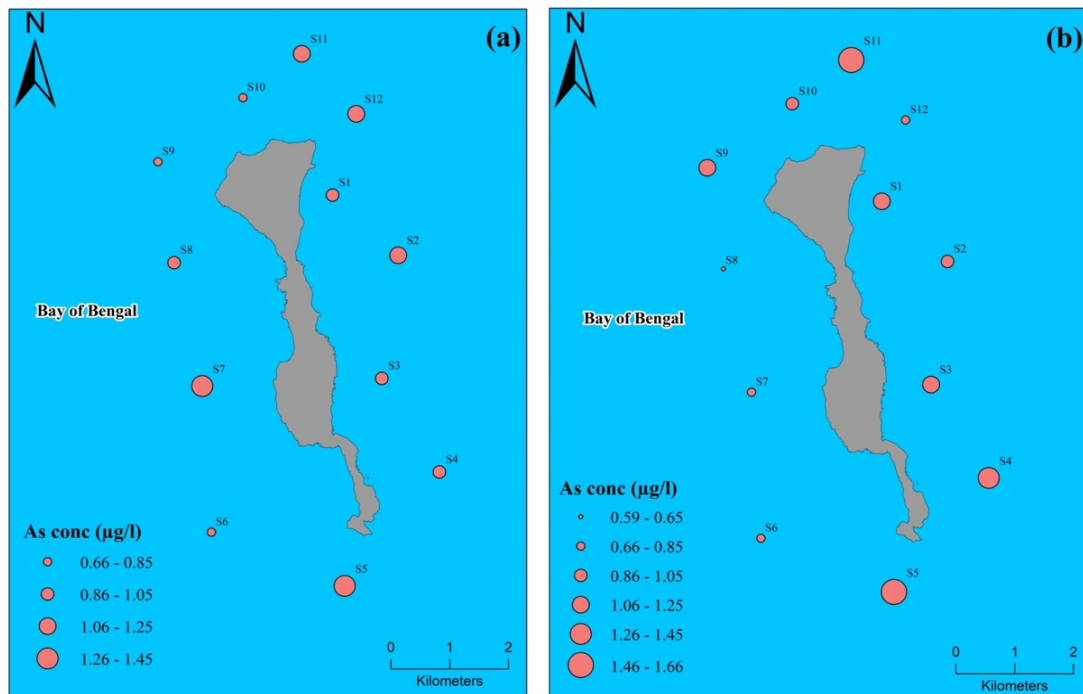 N
(a)
S11
S10
S12
S9
S1
S2
S8
Bay of Bengal
S7
S3
S4
S6
S5
As conc (µg/l)
0.66 - 0.85
0.86 - 1.05
1.06 - 1.25
1.26 - 1.45
0 1 2
Kilometers
N
(b)
S11
S10
S12
S9
S1
S2
S8
Bay of Bengal
S7
S3
S4
S6
S5
As conc (µg/l)
0.59 - 0.65
0.66 - 0.85
0.86 - 1.05
1.06 - 1.25
1.26 - 1.45
1.46 - 1.66
0 1 2
Kilometers